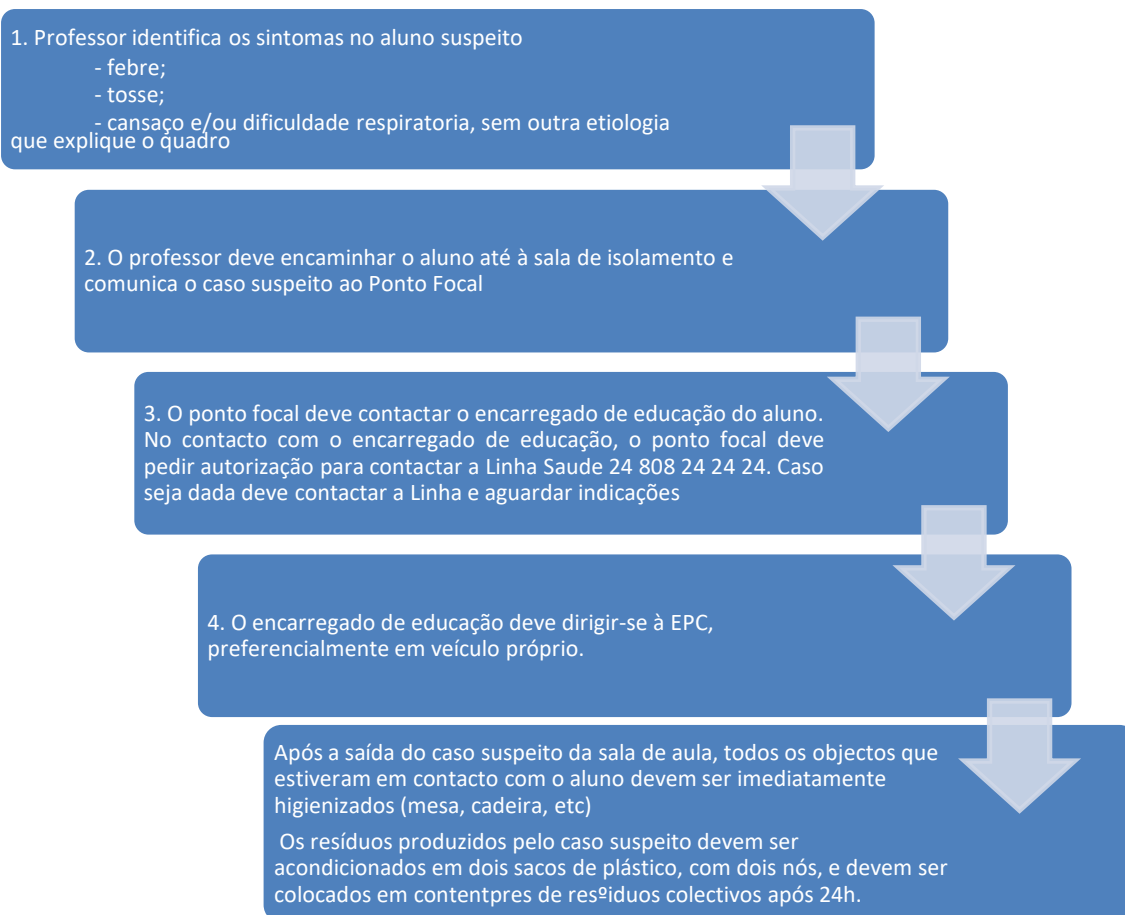 1. Professor identifica os sintomas no aluno suspeito
- febre;
- tosse;
- cansaço e/ou dificuldade respiratoria, sem outra etiologia
que explique o quadro
2. O professor deve encaminhar o aluno até à sala de isolamento e
comunica o caso suspeito ao Ponto Focal
3. O ponto focal deve contactar o encarregado de educação do aluno.
No contacto com o encarregado de educação, o ponto focal deve
pedir autorização para contactar a Linha Saude 24 808 24 24 24. Caso
seja dada deve contactar a Linha e aguardar indicações
4. O encarregado de educação deve dirigir-se à EPC,
preferencialmente em veículo próprio.
Após a saída do caso suspeito da sala de aula, todos os objectos que
estiveram em contacto com o aluno devem ser imediatamente
higienizados (mesa, cadeira, etc)
Os resíduos produzidos pelo caso suspeito devem ser
acondicionados em dois sacos de plástico, com dois nós, e devem ser
colocados em contentpres de resºiduos colectivos após 24h.